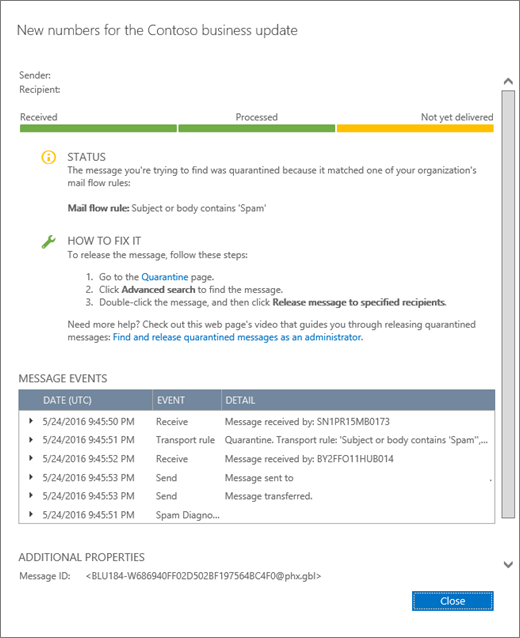 New numbers for the Contoso business update
Sender:
Recipient:
Received Processed Not yet delivered
STATUS
The message you're trying to find was quarantined because it matched one of your organization's
mail flow rules:
Mail flow rule: Subject or body contains 'Spam'
HOW TO FIX IT
To release the message, follow these steps:
1. Go to the Quarantine page.
2. Click Advanced search to find the message.
3. Double-click the message, and then click Release message to specified recipients.
Need more help? Check out this web page's video that guides you through releasing quarantined
messages: Find and release quarantined messages as an administrator.
MESSAGE EVENTS
DATE (UTC) EVENT DETAIL
5/24/2016 9:45:50 PM Receive Message received by: SN1PR15MB0173
5/24/2016 9:45:51 PM Transport rule Quarantine. Transport rule: 'Subject or body contains 'Spam'',...
5/24/2016 9:45:52 PM Receive Message received by: BY2FFO11HUB014
5/24/2016 9:45:53 PM Send Message sent to .
5/24/2016 9:45:53 PM Send Message transferred.
5/24/2016 9:45:51 PM Spam Diagno...
ADDITIONAL PROPERTIES
Message ID: <BLU184-W686940FF02D502BF197564BC4F0@phx.gbl>
Close